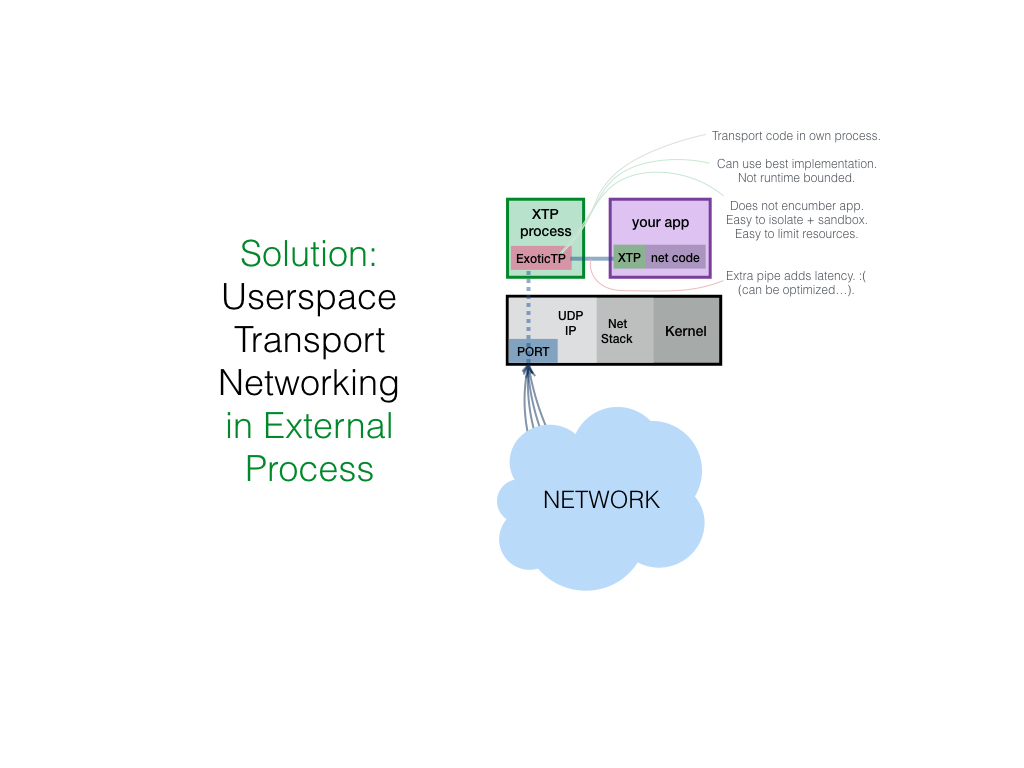 Solution:
Userspace
Transport
Networking
in External
Process
Transport code in own process.
Can use best implementation.
Not runtime bounded.
Does not encumber app.
Easy to isolate + sandbox.
Easy to limit resources.
Extra pipe adds latency. :(
(can be optimized…).
XTP
process
ExoticTP
your app
XTP
net code
UDP
IP
PORT
Net
Stack
Kernel
NETWORK